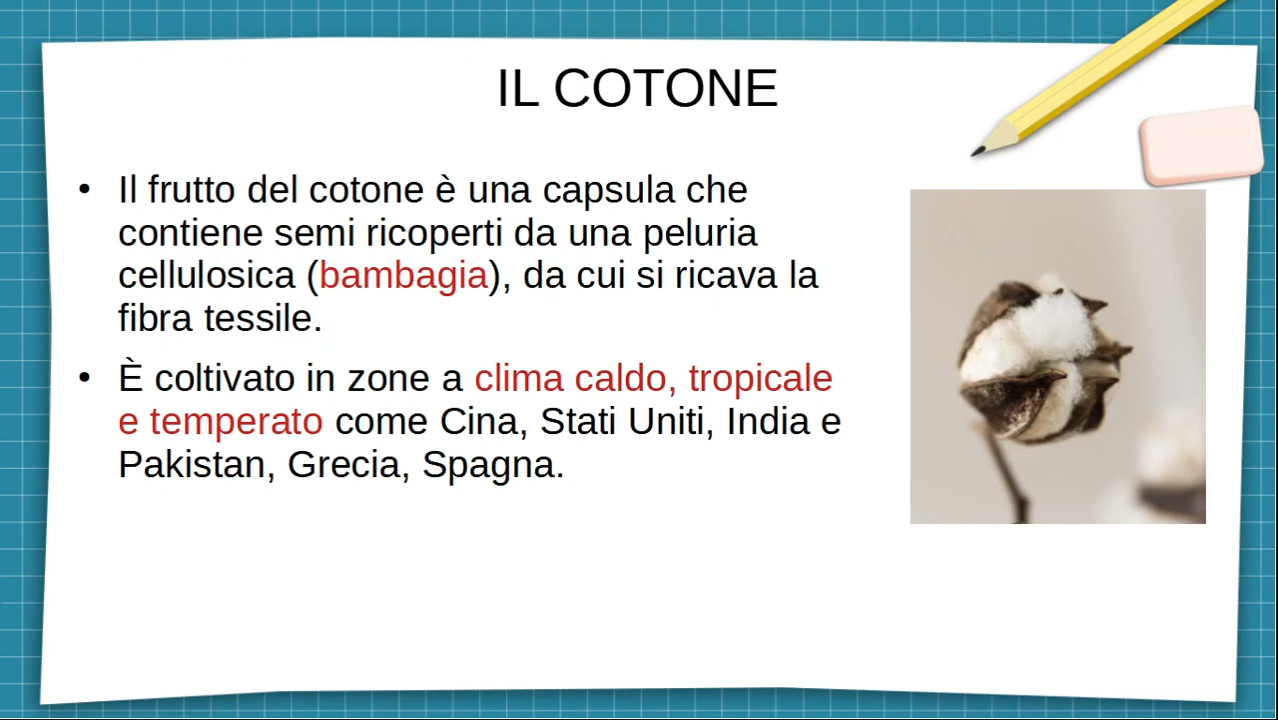 IL COTONE
• Il frutto del cotone è una capsula che
contiene semi ricoperti da una peluria
cellulosica (bambagia), da cui si ricava la
fibra tessile.
• È coltivato in zone a clima caldo, tropicale
e temperato come Cina, Stati Uniti, India e
Pakistan, Grecia, Spagna.